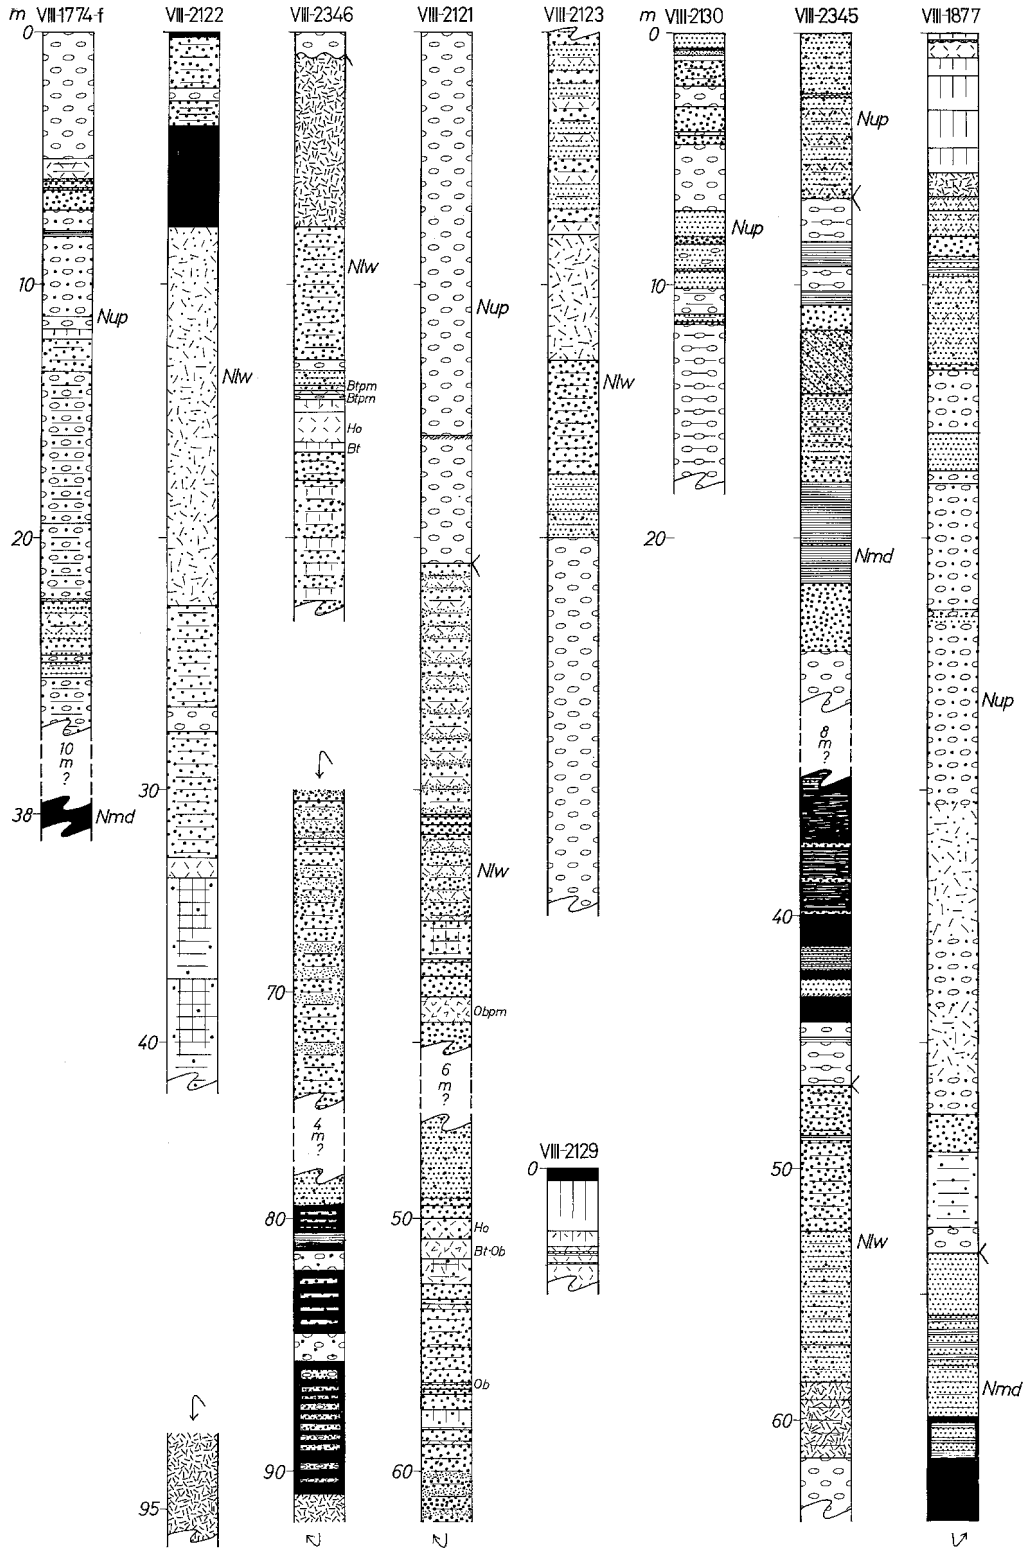 m VIII-1774-f VIII-2122 VIII-2346 VIII-2121 VIII-2123 m VIII-2130 VIII-2345 VIII-1877
0 0
Nup
Nup
Nlw
10 Nup 10
Nup
Nlw Nlw
Btpm
Btpm
Ho
Bt
20 20
Nmd
Nup
10 m ?
8 m ?
30
38 Nmd
Nlw
40
70
Obpm
40
6 m ?
4 m ?
VIII-2129
0
50
80 50 Ho
Bt-Ob
Nlw
Ob
Nmd
60
90 60
95